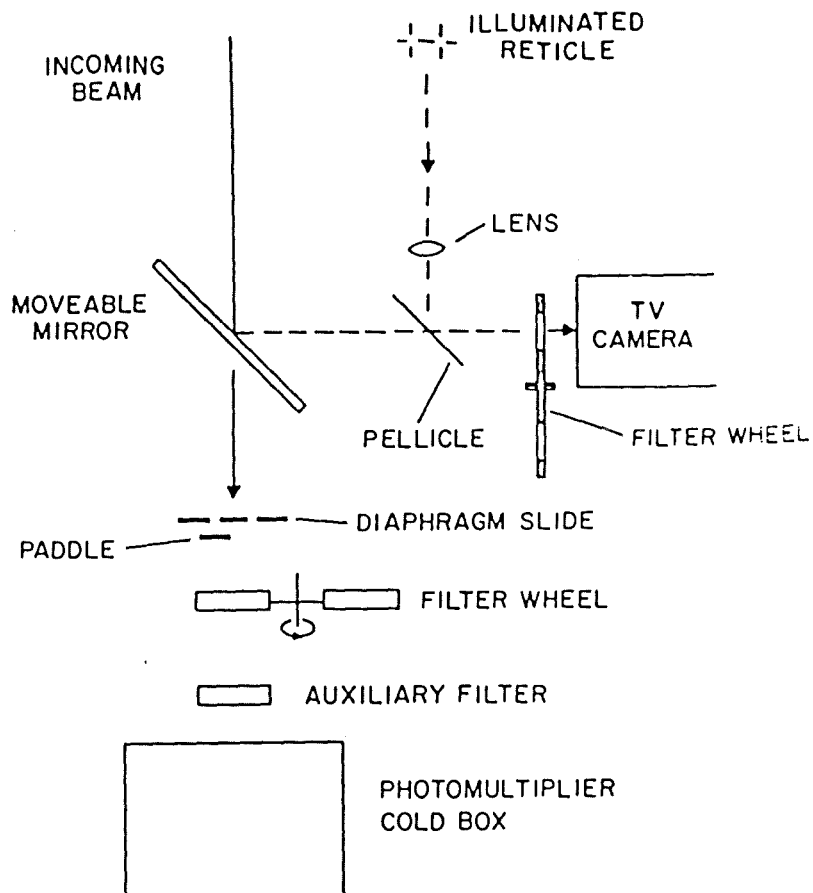 ILLUMINATED
RETICLE
INCOMING
BEAM
LENS
MOVEABLE
MIRROR
TV
CAMERA
PELLICLE
FILTER WHEEL
DIAPHRAGM SLIDE
PADDLE
FILTER WHEEL
AUXILIARY FILTER
PHOTOMULTIPLIER
COLD BOX